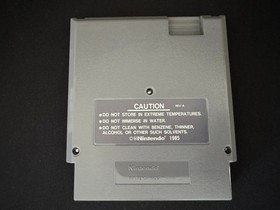 CAUTION
●DO NOT STORE IN EXTREME TEMPERATURES.
●DO NOT IMMERSE IN WATER.
●DO NOT CLEAN WITH BENZENE, THINNER,
ALCOHOL OR OTHER SUCH SOLVENTS.
Nintendo 1985
Nintendo